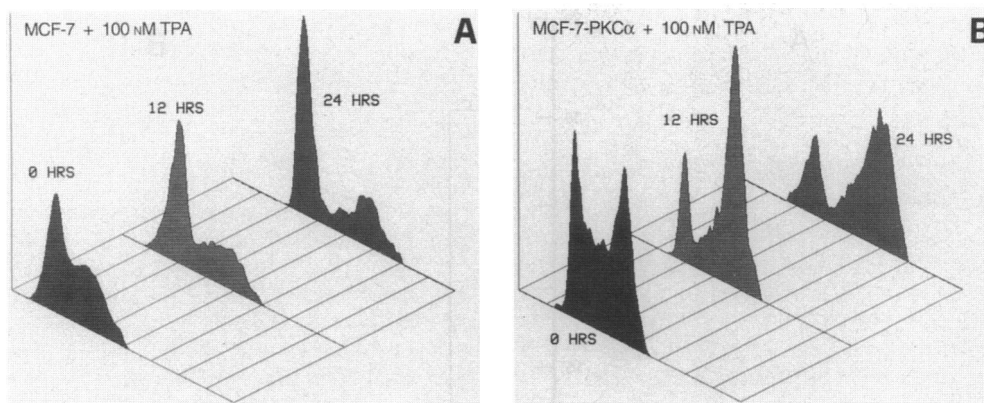 MCF-7 + 100 nM TPA
A
24 HRS
12 HRS
0 HRS
MCF-7-PKCα + 100 nM TPA
B
12 HRS
24 HRS
0 HRS